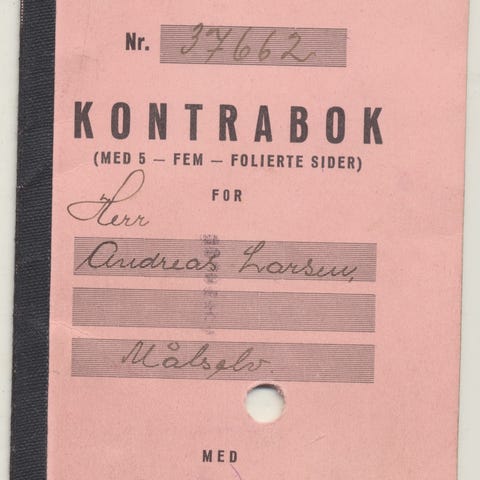 Nr. 37662
KONTRABOK
(MED 5 — FEM — FOLIERTE SIDER)
FOR
Herr
Andreas Larsen,
Målselv.
MED